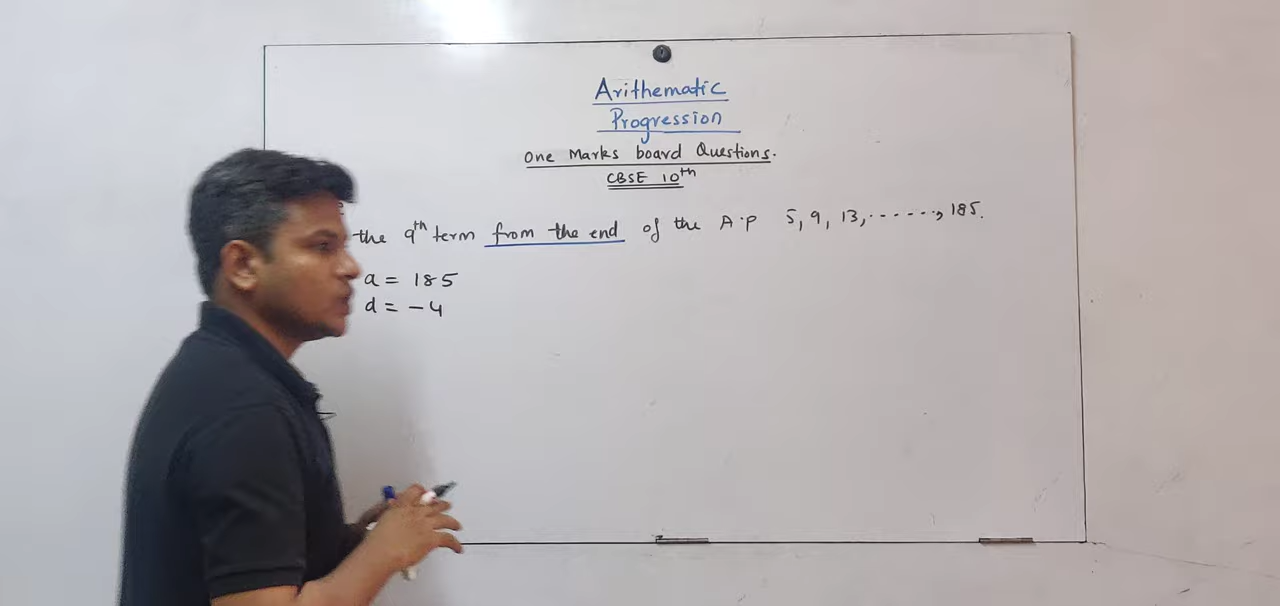 Arithematic
Progression
One Marks board Questions.
CBSE 10th
the 9th term from the end of the A.P 5, 9, 13, ......, 185.
a = 185
d = -4